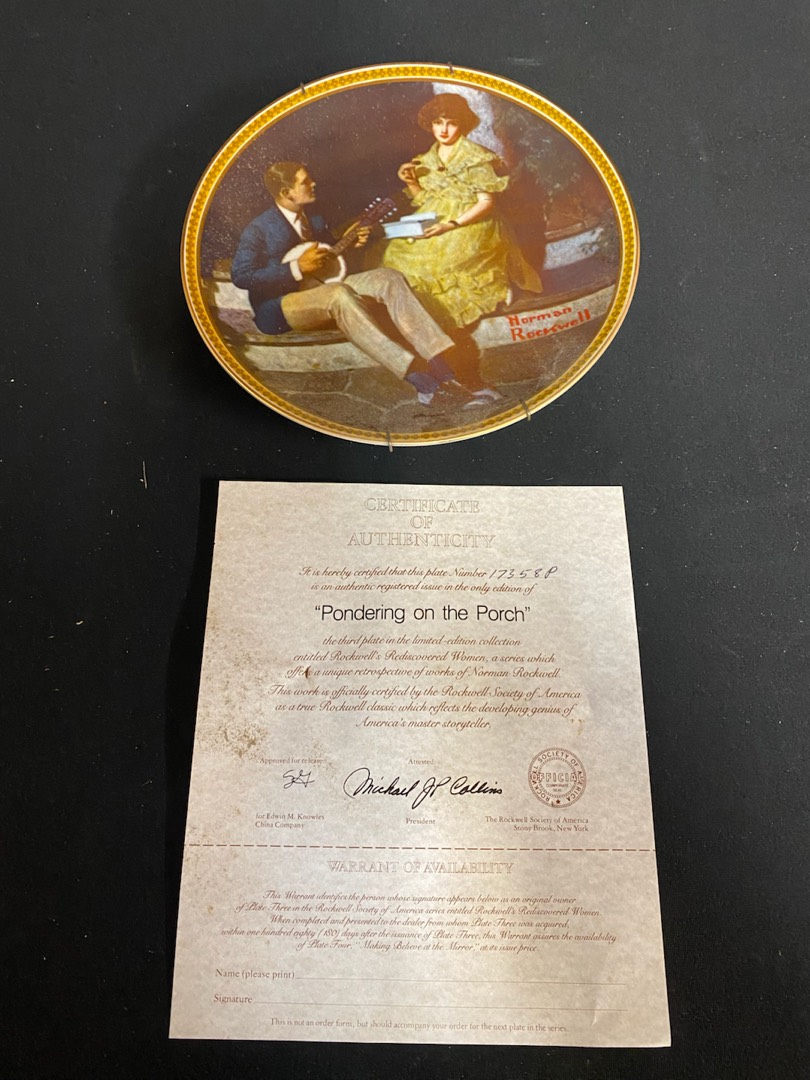 Norman
Rockwell
CERTIFICATE
OF
AUTHENTICITY
It is hereby certified that this plate Number 17358P
is an authentic registered issue in the only edition of
"Pondering on the Porch"
the third plate in the limited-edition collection
entitled Rockwell's Rediscovered Women, a series which
offers a unique retrospective of works of Norman Rockwell.
This work is officially certified by the Rockwell Society of America
as a true Rockwell classic which reflects the developing genius of
America's master storyteller.
Approved for release:
Attested:
Michael JP Collins
ROCKWELL SOCIETY OF AMERICA
OFFICIAL
for Edwin M. Knowles
China Company
President
The Rockwell Society of America
Stony Brook, New York
WARRANT OF AVAILABILITY
This Warrant identifies the person whose signature appears below as an original owner
of Plate Three in the Rockwell Society of America series entitled Rockwell's Rediscovered Women.
When completed and presented to the dealer from whom Plate Three was acquired,
within one hundred eighty (180) days after the issuance of Plate Three, this Warrant assures the availability
of Plate Four, "Making Believe at the Mirror," at its issue price.
Name (please print)
Signature
This is not an order form, but should accompany your order for the next plate in the series.